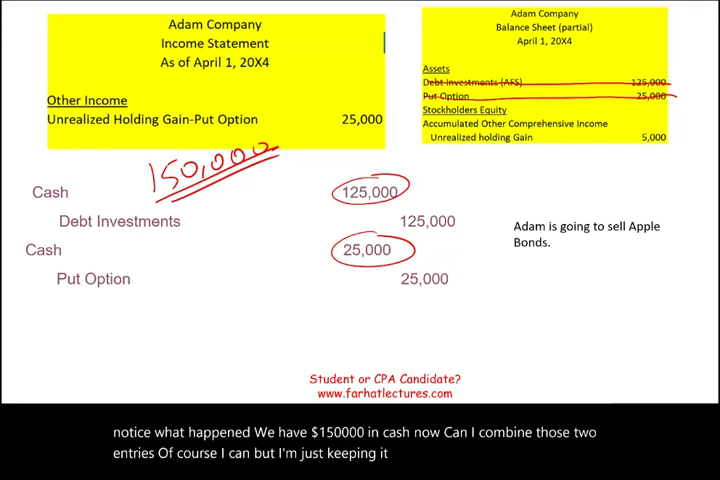 Adam Company
Income Statement
As of April 1, 20X4
Other Income
Unrealized Holding Gain-Put Option 25,000
Adam Company
Balance Sheet (partial)
April 1, 20X4
Assets
Debt Investments (AFS) 125,000
Put Option 25,000
Stockholders Equity
Accumulated Other Comprehensive Income
Unrealized holding Gain 5,000
150,000
Cash 125,000
Debt Investments 125,000
Cash 25,000
Put Option 25,000
Adam is going to sell Apple
Bonds.
Student or CPA Candidate?
www.farhatlectures.com
notice what happened We have $150000 in cash now Can I combine those two
entries Of course I can but I'm just keeping it